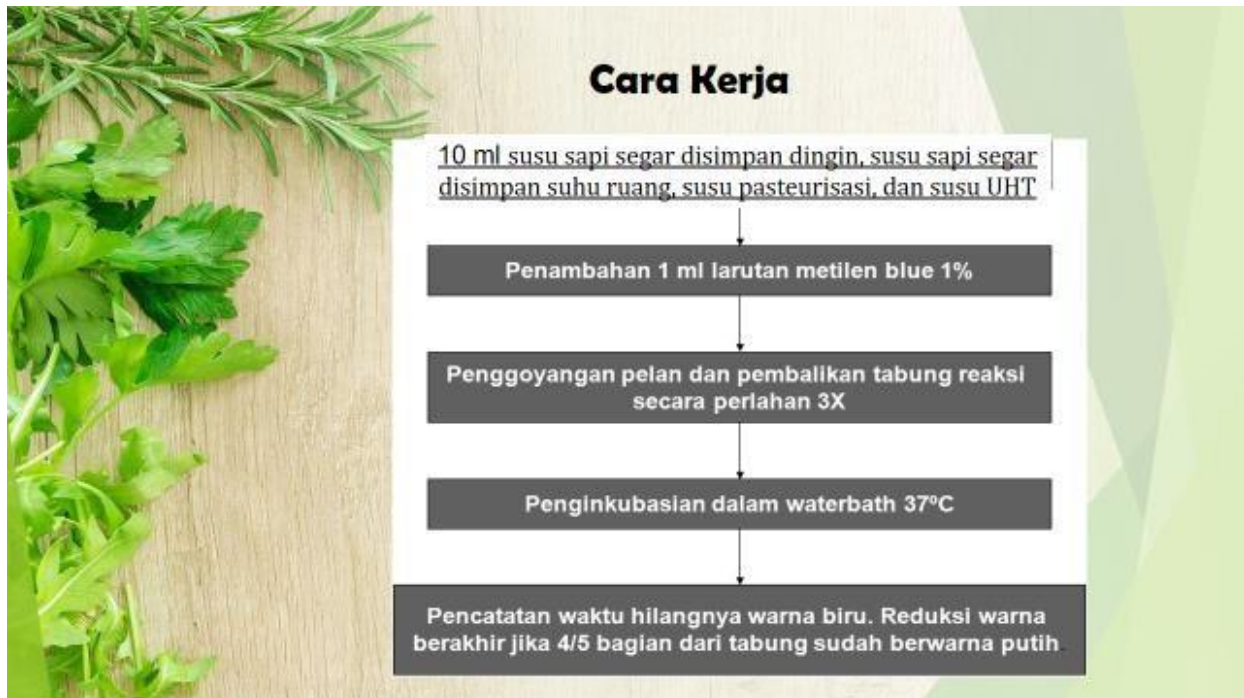 Cara Kerja
10 ml susu sapi segar disimpan dingin, susu sapi segar
disimpan suhu ruang, susu pasteurisasi, dan susu UHT
Penambahan 1 ml larutan metilen blue 1%
Penggoyangan pelan dan pembalikan tabung reaksi
secara perlahan 3X
Penginkubasian dalam waterbath 37ºC
Pencatatan waktu hilangnya warna biru. Reduksi warna
berakhir jika 4/5 bagian dari tabung sudah berwarna putih.